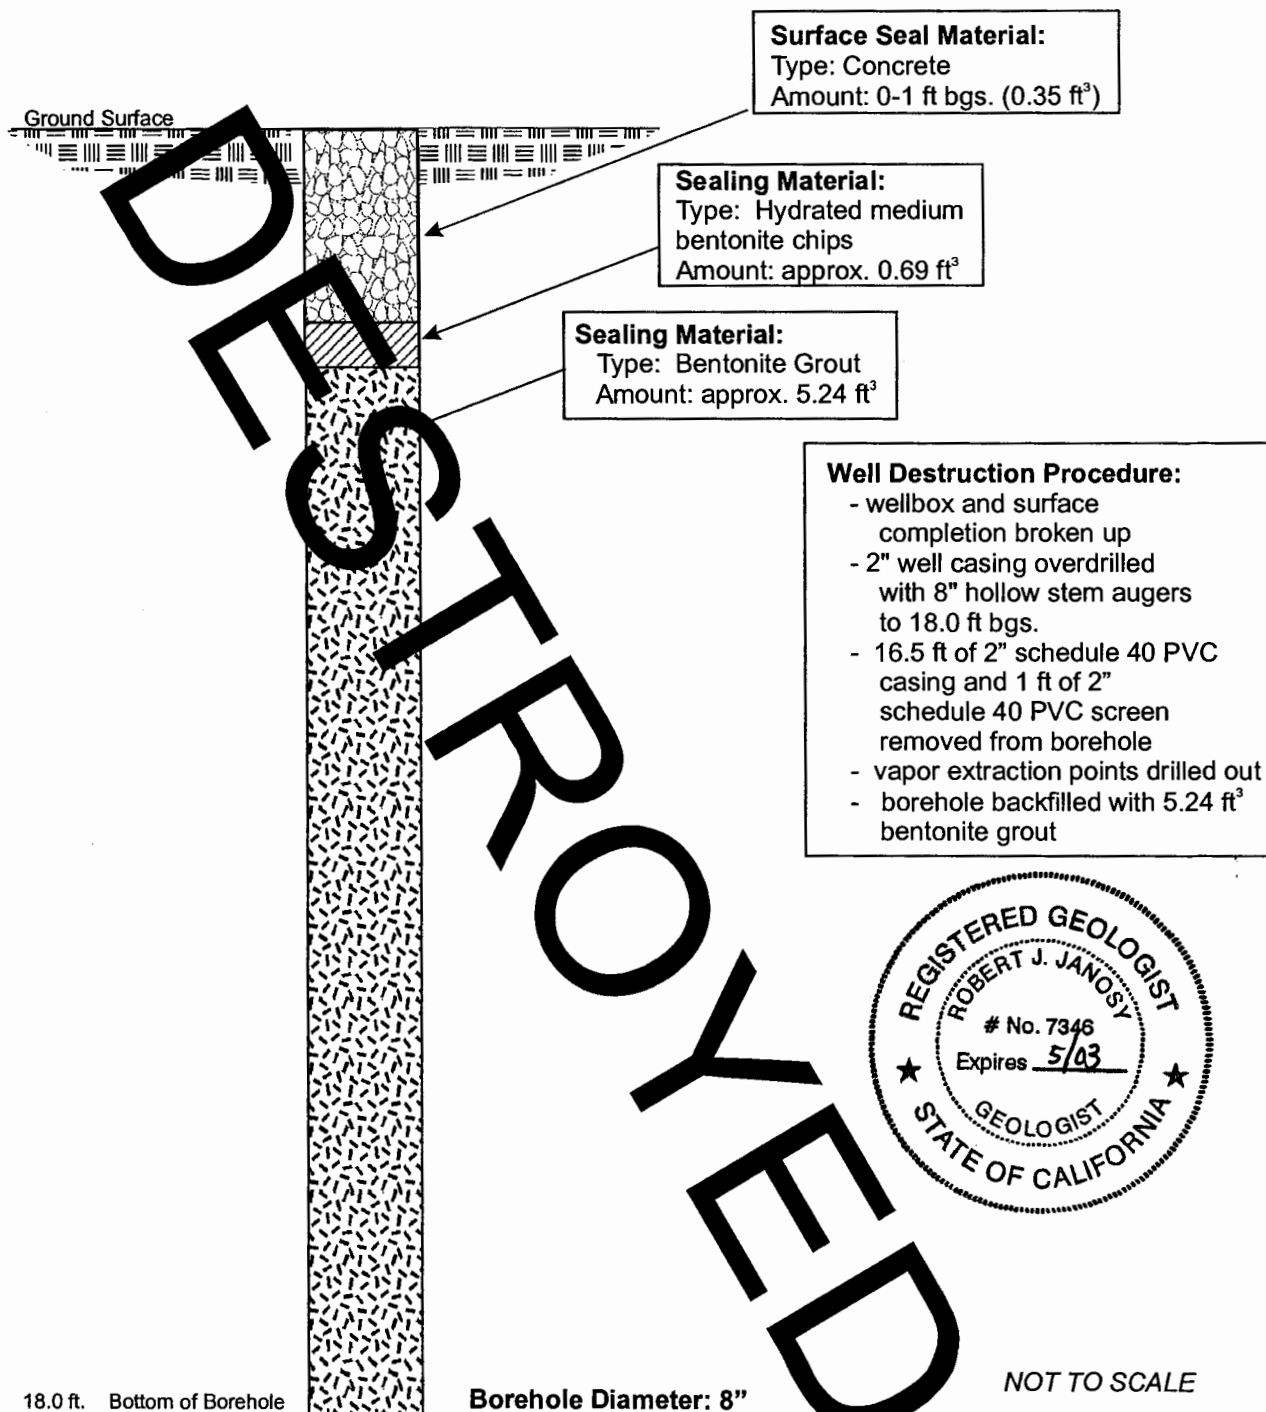 Surface Seal Material:
Type: Concrete
Amount: 0-1 ft bgs. (0.35 ft³)
Ground Surface
Sealing Material:
Type: Hydrated medium
bentonite chips
Amount: approx. 0.69 ft³
Sealing Material:
Type: Bentonite Grout
Amount: approx. 5.24 ft³
DESTROYED
Well Destruction Procedure:
- wellbox and surface
completion broken up
- 2" well casing overdrilled
with 8" hollow stem augers
to 18.0 ft bgs.
- 16.5 ft of 2" schedule 40 PVC
casing and 1 ft of 2"
schedule 40 PVC screen
removed from borehole
- vapor extraction points drilled out
- borehole backfilled with 5.24 ft³
bentonite grout
REGISTERED GEOLOGIST
ROBERT J. JANOSY
# No. 7346
Expires 5/03
GEOLOGIST
STATE OF CALIFORNIA
NOT TO SCALE
18.0 ft. Bottom of Borehole
Borehole Diameter: 8"